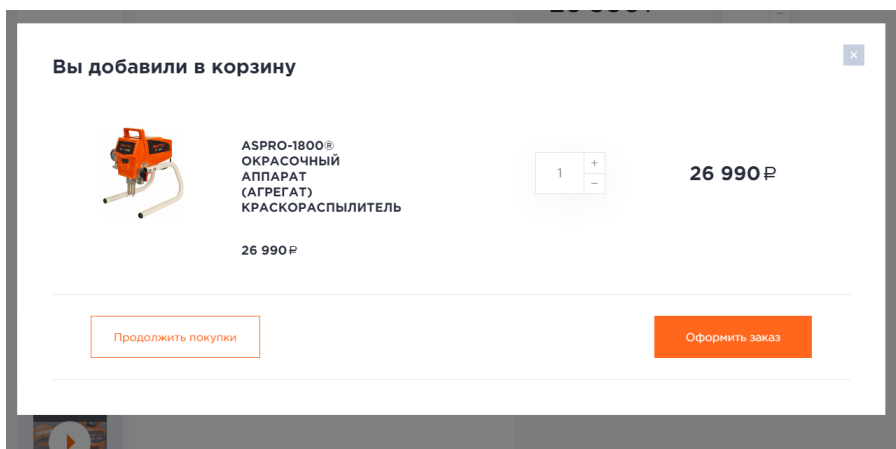 Вы добавили в корзину
×
ASPRO-1800®
ОКРАСОЧНЫЙ
АППАРАТ
(АГРЕГАТ)
КРАСКОРАСПЫЛИТЕЛЬ
1
+
−
26 990 ₽
26 990 ₽
Продолжить покупки
Оформить заказ